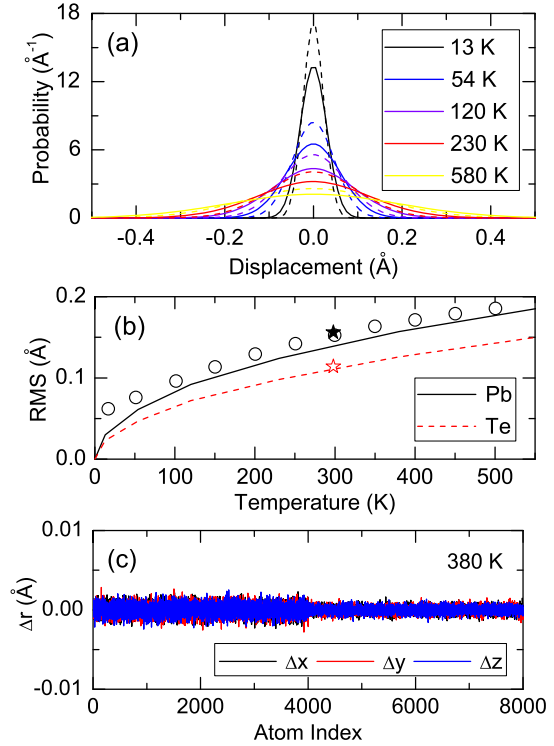 (a)
Probability (Å⁻¹)
18
12
6
0
13 K
54 K
120 K
230 K
580 K
-0.4 -0.2 0.0 0.2 0.4
Displacement (Å)
(b)
RMS (Å)
0.2
0.1
0.0
Pb
Te
0 100 200 300 400 500
Temperature (K)
(c)
380 K
Δr (Å)
0.01
0.00
-0.01
Δx Δy Δz
0 2000 4000 6000 8000
Atom Index